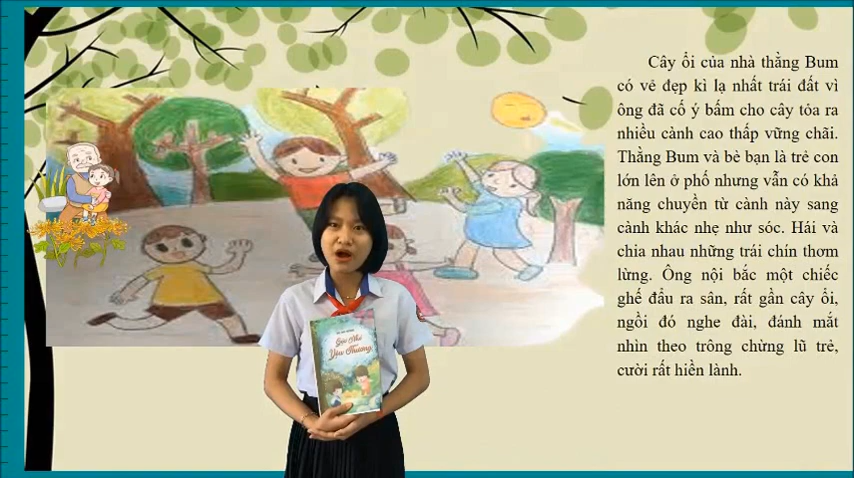 Cây ổi của nhà thằng Bum
có vẻ đẹp kì lạ nhất trái đất vì
ông đã cố ý bấm cho cây tỏa ra
nhiều cành cao thấp vững chãi.
Thằng Bum và bè bạn là trẻ con
lớn lên ở phố nhưng vẫn có khả
năng chuyền từ cành này sang
cành khác nhẹ như sóc. Hái và
chia nhau những trái chín thơm
lừng. Ông nội bắc một chiếc
ghế đẩu ra sân, rất gần cây ổi,
ngồi đó nghe đài, đánh mắt
nhìn theo trông chừng lũ trẻ,
cười rất hiền lành.
Góc Nhỏ
Yêu Thương